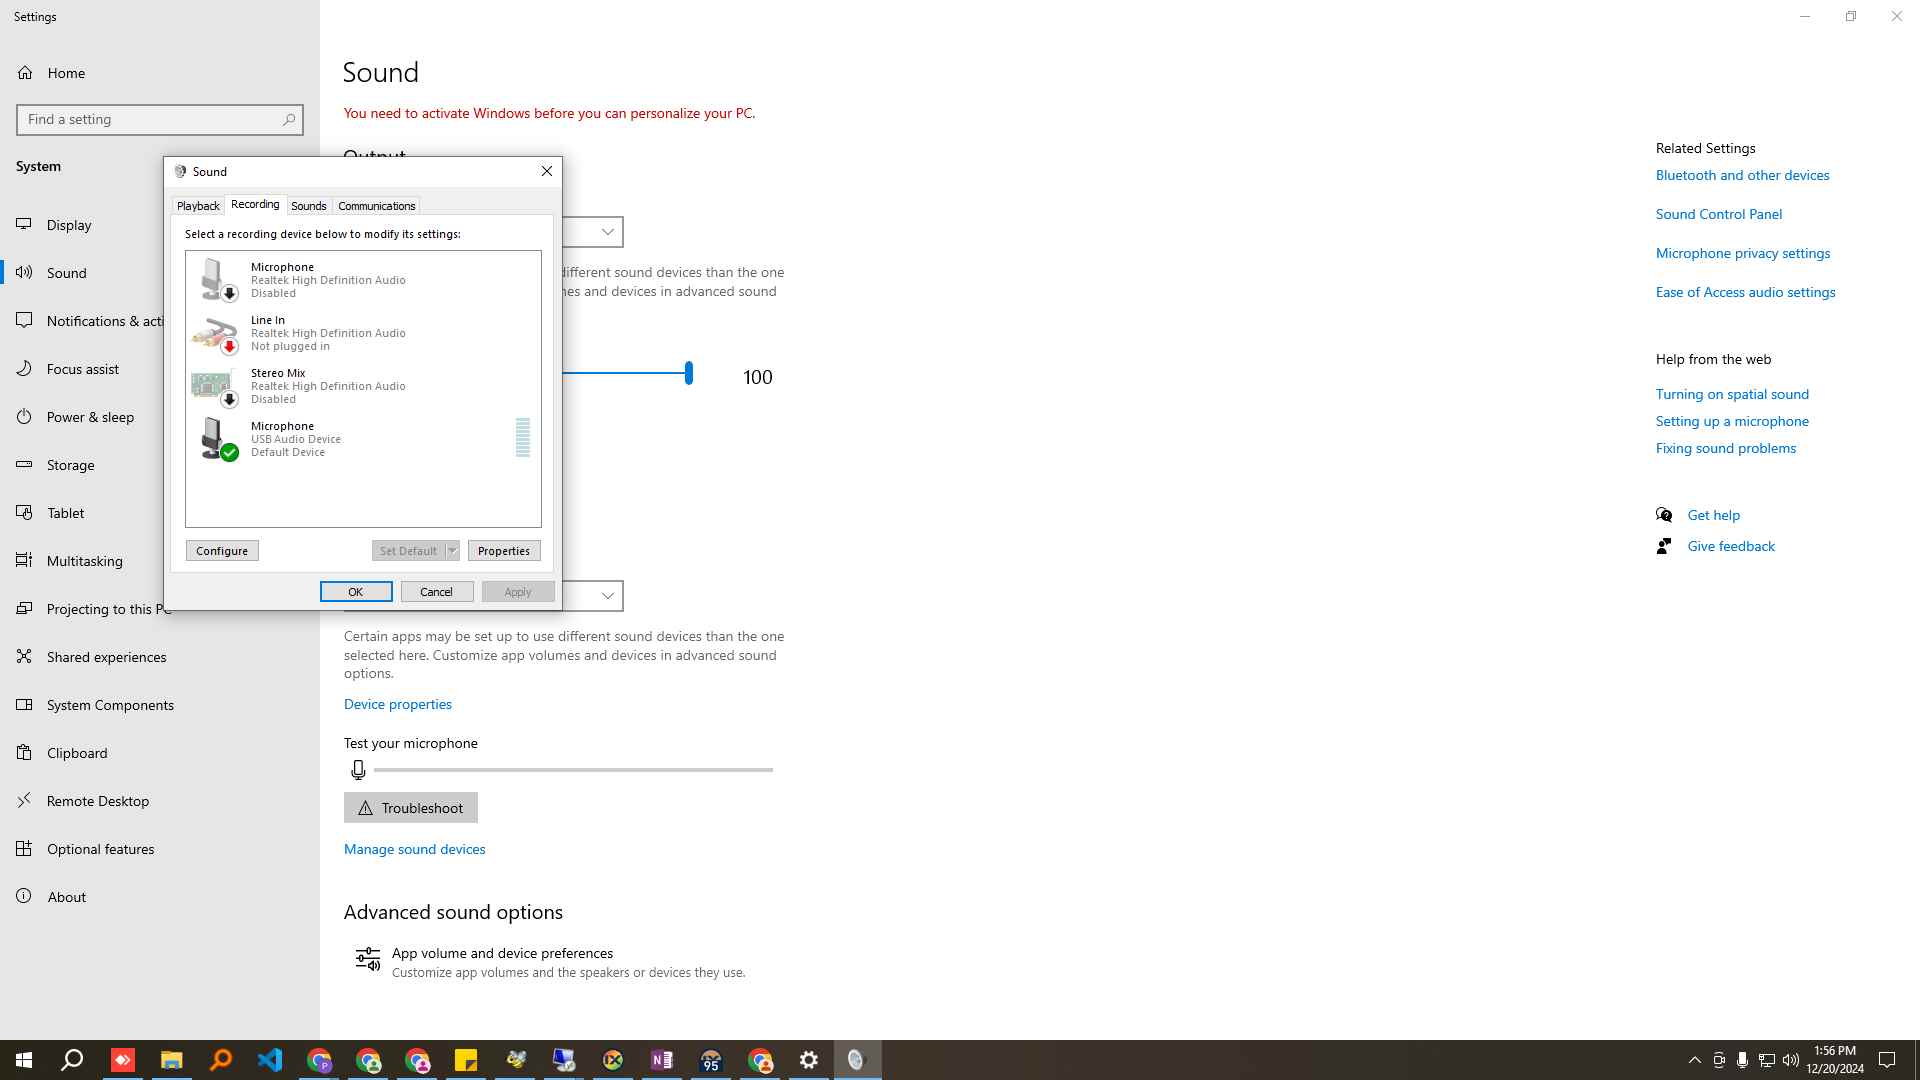 Settings
Home
Find a setting
System
Display
Sound
Notifications & acti
Focus assist
Power & sleep
Storage
Tablet
Multitasking
Projecting to this PC
Shared experiences
System Components
Clipboard
Remote Desktop
Optional features
About
Sound
You need to activate Windows before you can personalize your PC.
Output
different sound devices than the one
nes and devices in advanced sound
100
Sound
Playback
Recording
Sounds
Communications
Select a recording device below to modify its settings:
Microphone
Realtek High Definition Audio
Disabled
Line In
Realtek High Definition Audio
Not plugged in
Stereo Mix
Realtek High Definition Audio
Disabled
Microphone
USB Audio Device
Default Device
Configure
Set Default
Properties
OK
Cancel
Apply
Certain apps may be set up to use different sound devices than the one
selected here. Customize app volumes and devices in advanced sound
options.
Device properties
Test your microphone
Troubleshoot
Manage sound devices
Advanced sound options
App volume and device preferences
Customize app volumes and the speakers or devices they use.
Related Settings
Bluetooth and other devices
Sound Control Panel
Microphone privacy settings
Ease of Access audio settings
Help from the web
Turning on spatial sound
Setting up a microphone
Fixing sound problems
Get help
Give feedback
P
N
95
1:56 PM
12/20/2024